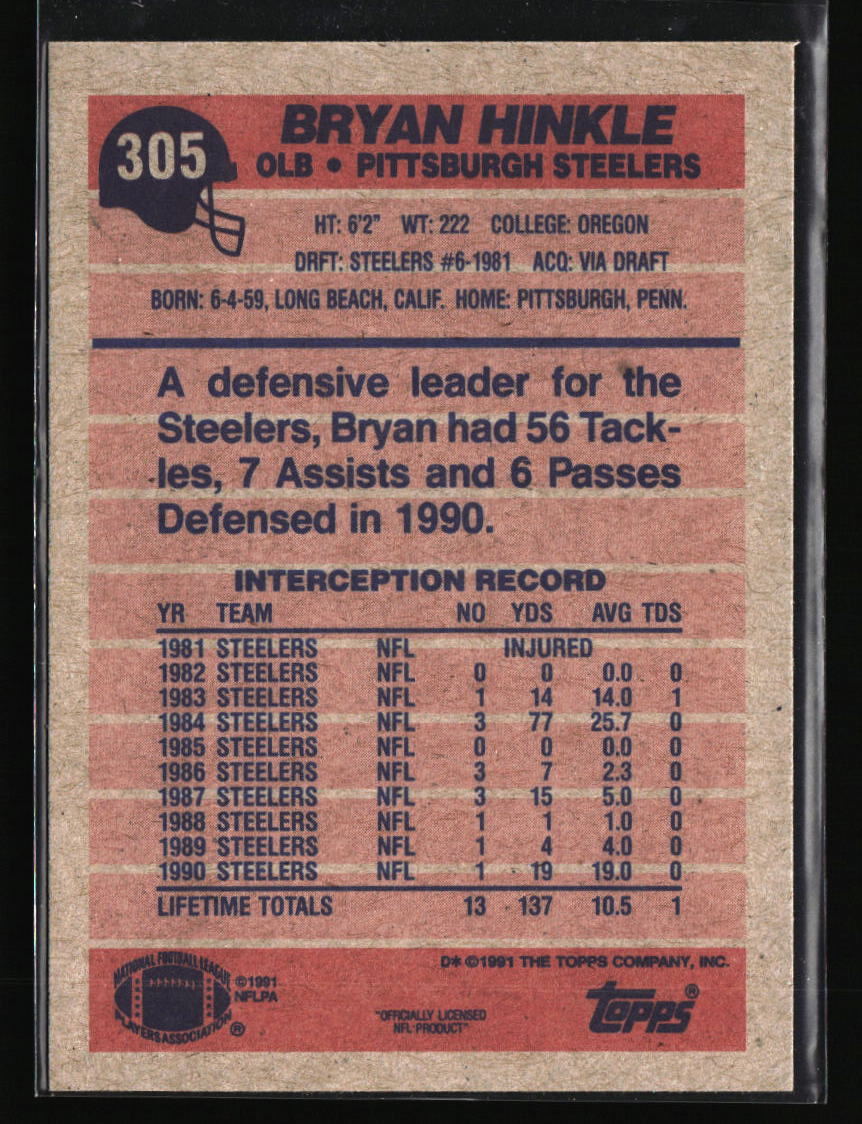 305
BRYAN HINKLE
OLB • PITTSBURGH STEELERS
HT: 6'2" WT: 222 COLLEGE: OREGON
DRFT: STEELERS #6-1981 ACQ: VIA DRAFT
BORN: 6-4-59, LONG BEACH, CALIF. HOME: PITTSBURGH, PENN.
A defensive leader for the
Steelers, Bryan had 56 Tack-
les, 7 Assists and 6 Passes
Defensed in 1990.
INTERCEPTION RECORD
YR TEAM NO YDS AVG TDS
1981 STEELERS NFL INJURED
1982 STEELERS NFL 0 0 0.0 0
1983 STEELERS NFL 1 14 14.0 1
1984 STEELERS NFL 3 77 25.7 0
1985 STEELERS NFL 0 0 0.0 0
1986 STEELERS NFL 3 7 2.3 0
1987 STEELERS NFL 3 15 5.0 0
1988 STEELERS NFL 1 1 1.0 0
1989 STEELERS NFL 1 4 4.0 0
1990 STEELERS NFL 1 19 19.0 0
LIFETIME TOTALS 13 137 10.5 1
D* ©1991 THE TOPPS COMPANY, INC.
NATIONAL FOOTBALL LEAGUE
PLAYERS ASSOCIATION ®
©1991
NFLPA
"OFFICIALLY LICENSED
NFL PRODUCT"
topps®